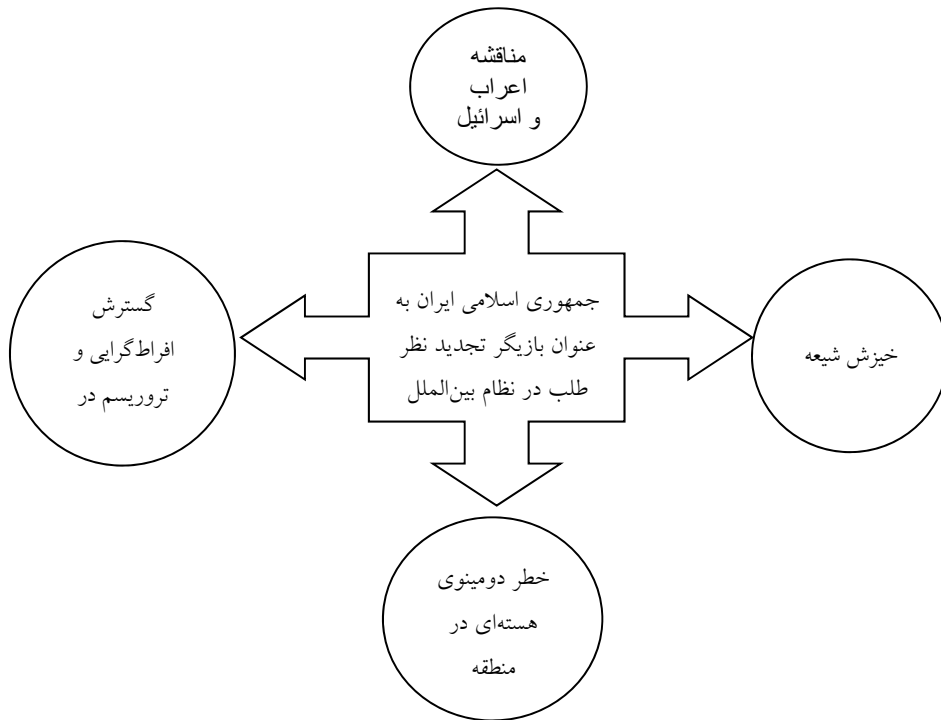 مناقشه
اعراب
و اسرائیل
جمهوری اسلامی ایران به
عنوان بازیگر تجدید نظر
طلب در نظام بین‌الملل
خیزش شیعه
گسترش
افراط‌گرایی و
تروریسم در
خطر دومینوی
هسته‌ای در
منطقه